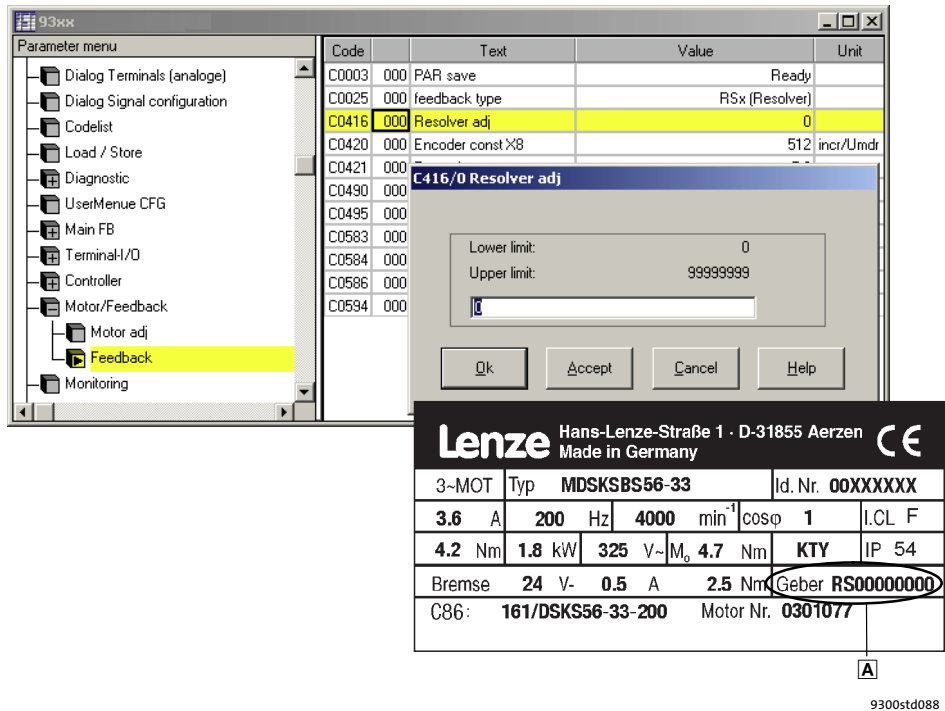 93xx
Parameter menu
Dialog Terminals (analoge)
Dialog Signal configuration
Codelist
Load / Store
Diagnostic
UserMenue CFG
Main FB
Terminal-I/O
Controller
Motor/Feedback
Motor adj
Feedback
Monitoring
Code Text Value Unit
C0003 000 PAR save Ready
C0025 000 feedback type RSx (Resolver)
C0416 000 Resolver adj 0
C0420 000 Encoder const X8 512 incr/Umdr
C0421 000
C0490 000
C0495 000
C0583 000
C0584 000
C0586 000
C0594 000
C416/0 Resolver adj
Lower limit: 0
Upper limit: 99999999
0
Ok Accept Cancel Help
Lenze Hans-Lenze-Straße 1 · D-31855 Aerzen
Made in Germany CE
3~MOT Typ MDSKSBS56-33 Id. Nr. 00XXXXXX
3.6 A 200 Hz 4000 min-1 cosφ 1 I.CL F
4.2 Nm 1.8 kW 325 V~ Mo 4.7 Nm KTY IP 54
Bremse 24 V- 0.5 A 2.5 Nm Geber RS00000000
C86: 161/DSKS56-33-200 Motor Nr. 0301077
A
9300std088